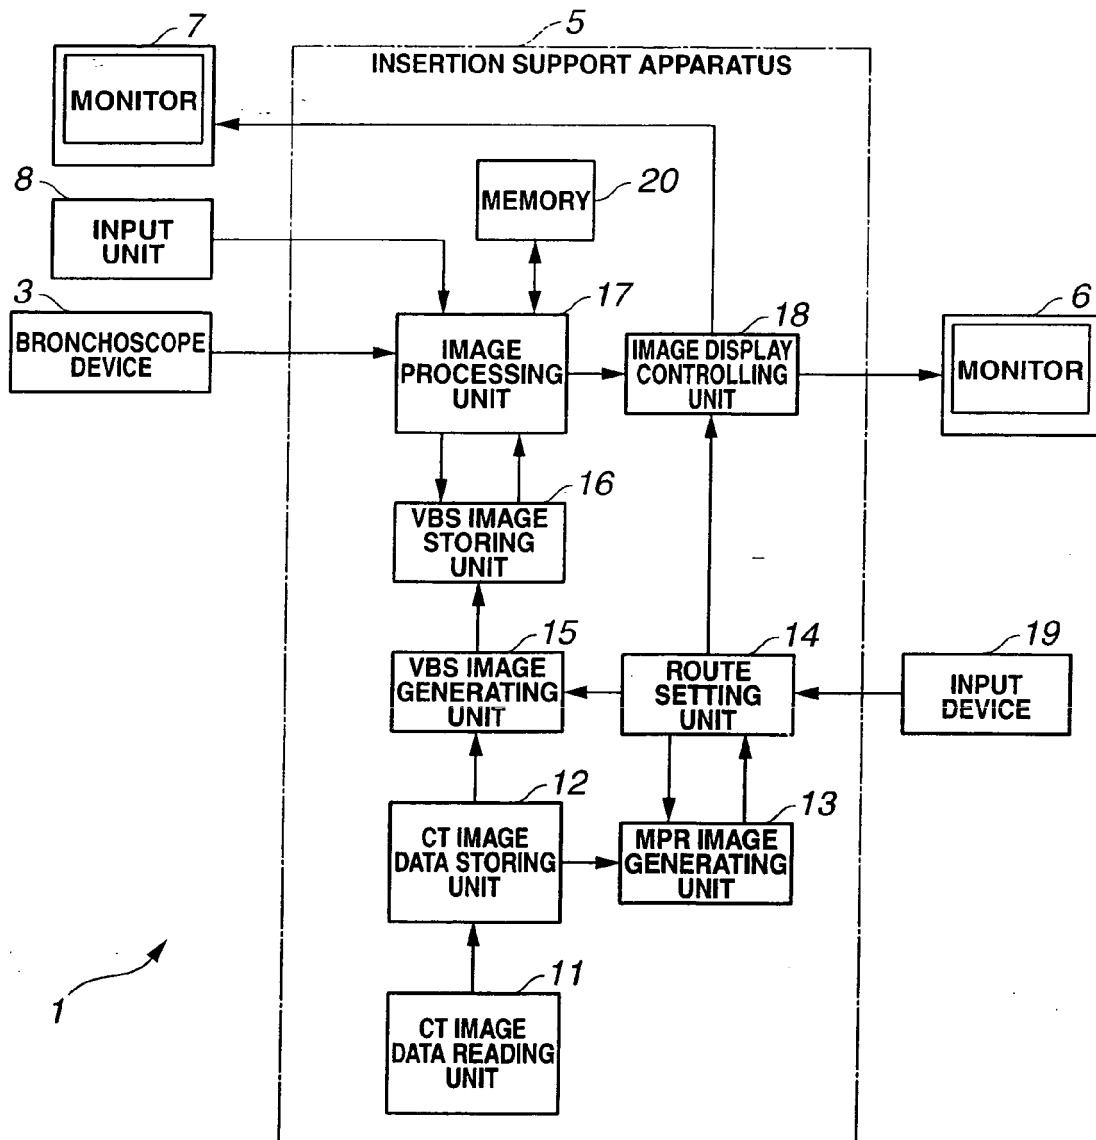 7
5
INSERTION SUPPORT APPARATUS
MONITOR
8
INPUT
UNIT
MEMORY
20
3
BRONCHOSCOPE
DEVICE
17
IMAGE
PROCESSING
UNIT
18
IMAGE DISPLAY
CONTROLLING
UNIT
6
MONITOR
16
VBS IMAGE
STORING
UNIT
15
VBS IMAGE
GENERATING
UNIT
14
ROUTE
SETTING
UNIT
19
INPUT
DEVICE
12
CT IMAGE
DATA STORING
UNIT
13
MPR IMAGE
GENERATING
UNIT
11
CT IMAGE
DATA READING
UNIT
1